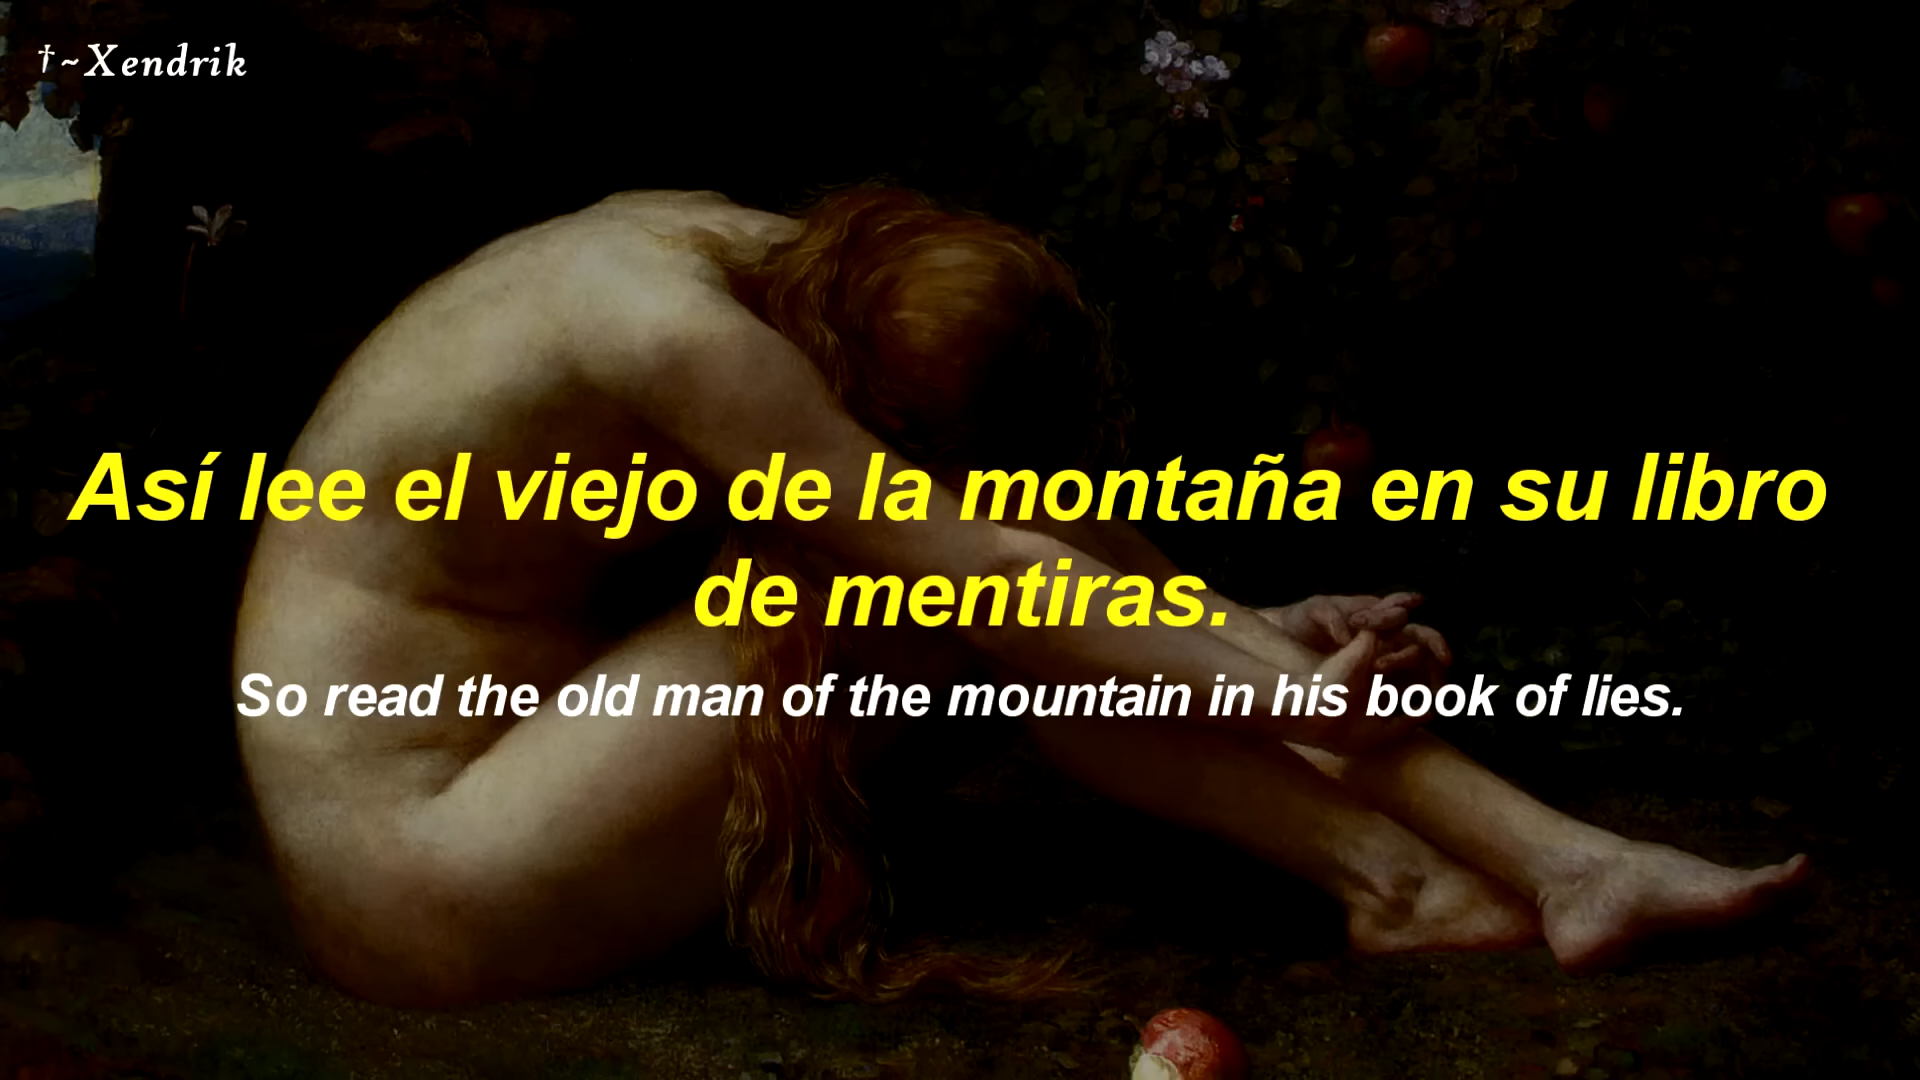 †~Xendrik
Así lee el viejo de la montaña en su libro
de mentiras.
So read the old man of the mountain in his book of lies.